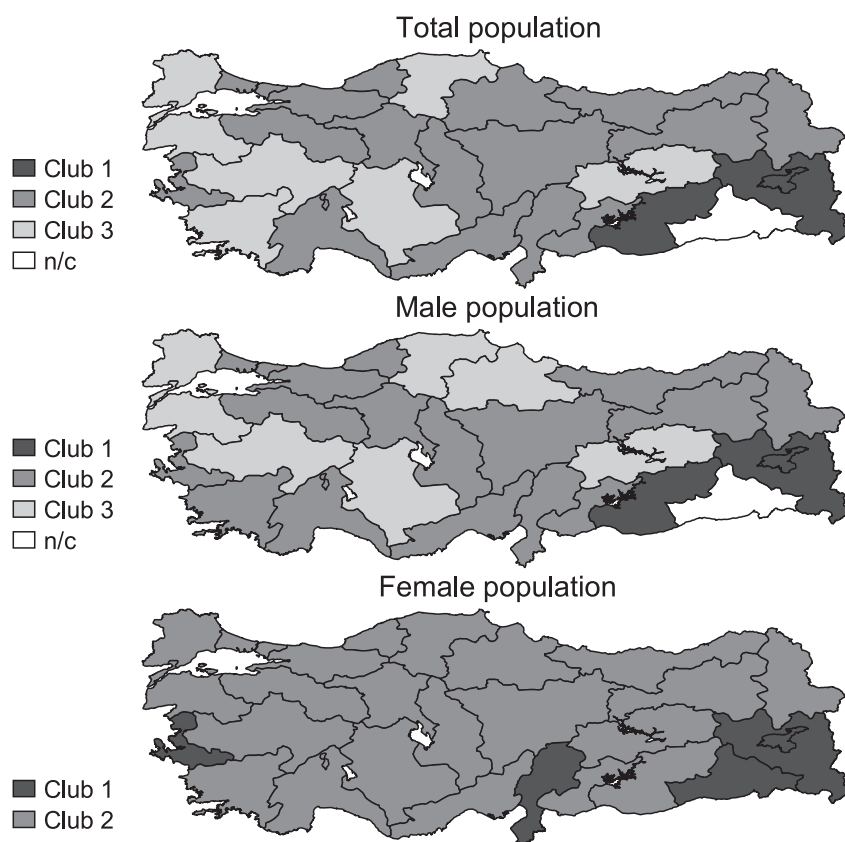 Total population
Club 1
Club 2
Club 3
n/c
Male population
Club 1
Club 2
Club 3
n/c
Female population
Club 1
Club 2